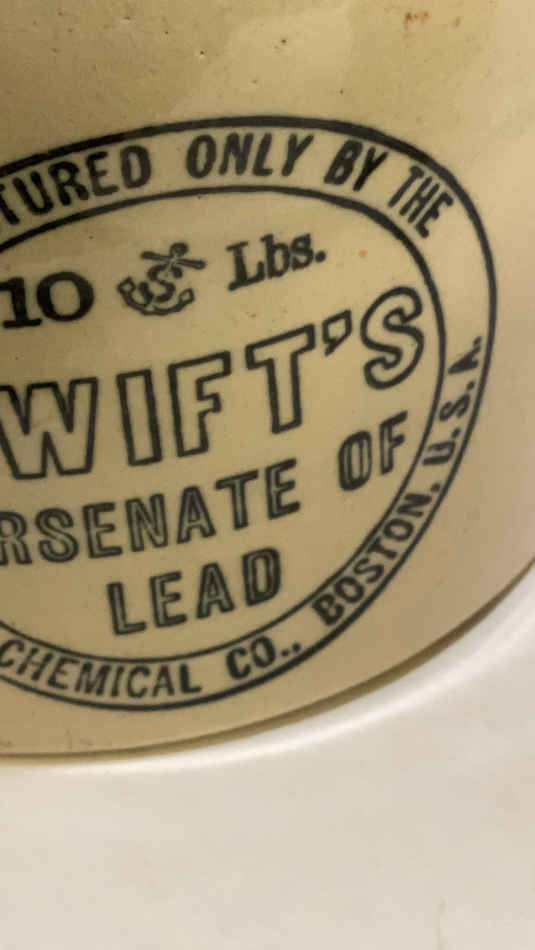 TURED ONLY BY THE
10 Lbs.
WIFT'S
RSENATE OF
LEAD
CHEMICAL CO., BOSTON, U.S.A.